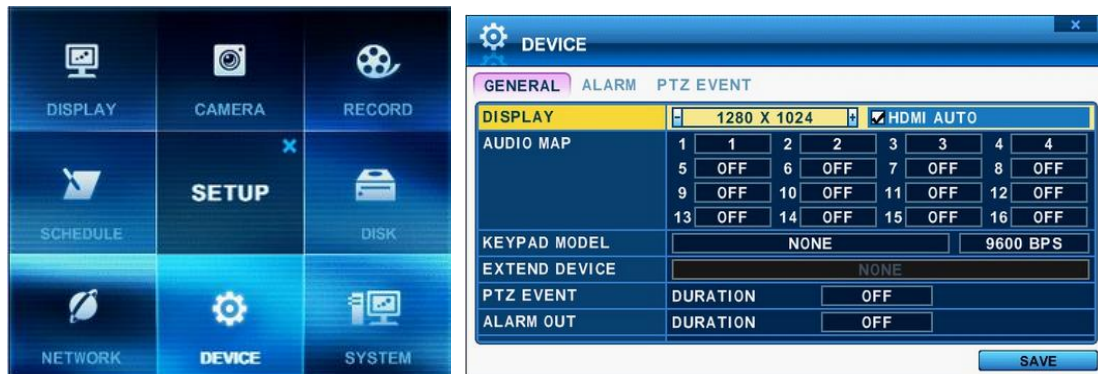 DISPLAY CAMERA RECORD
SCHEDULE SETUP DISK
NETWORK DEVICE SYSTEM
DEVICE
GENERAL ALARM PTZ EVENT
DISPLAY - 1280 X 1024 + HDMI AUTO
AUDIO MAP 1 1 2 2 3 3 4 4
5 OFF 6 OFF 7 OFF 8 OFF
9 OFF 10 OFF 11 OFF 12 OFF
13 OFF 14 OFF 15 OFF 16 OFF
KEYPAD MODEL NONE 9600 BPS
EXTEND DEVICE NONE
PTZ EVENT DURATION OFF
ALARM OUT DURATION OFF
SAVE